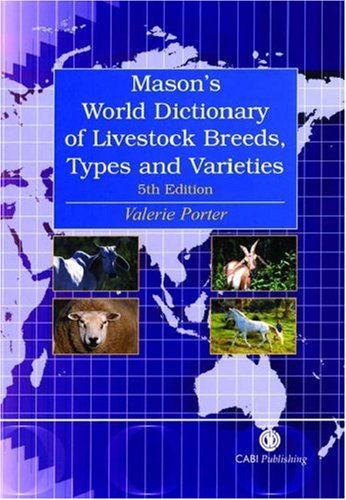 Mason's
World Dictionary
of Livestock Breeds,
Types and Varieties
5th Edition
Valerie Porter
CABI Publishing